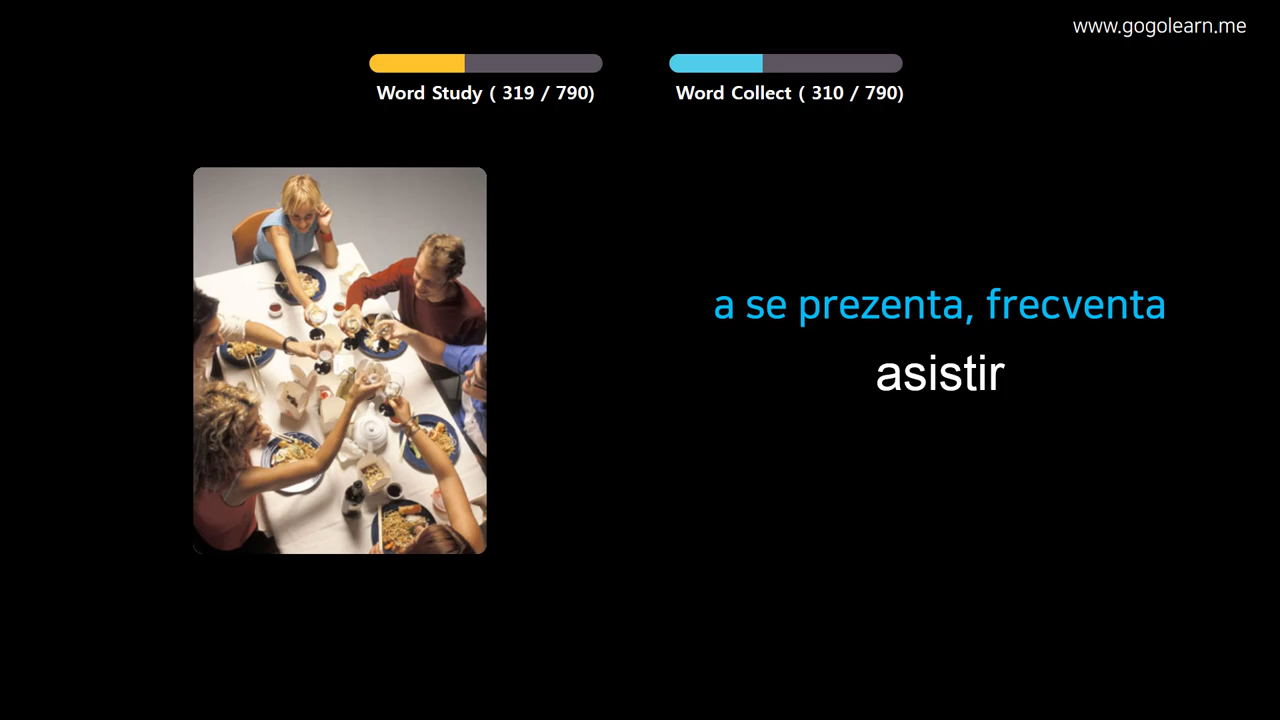 www.gogolearn.me
Word Study ( 319 / 790)
Word Collect ( 310 / 790)
a se prezenta, frecventa
asistir